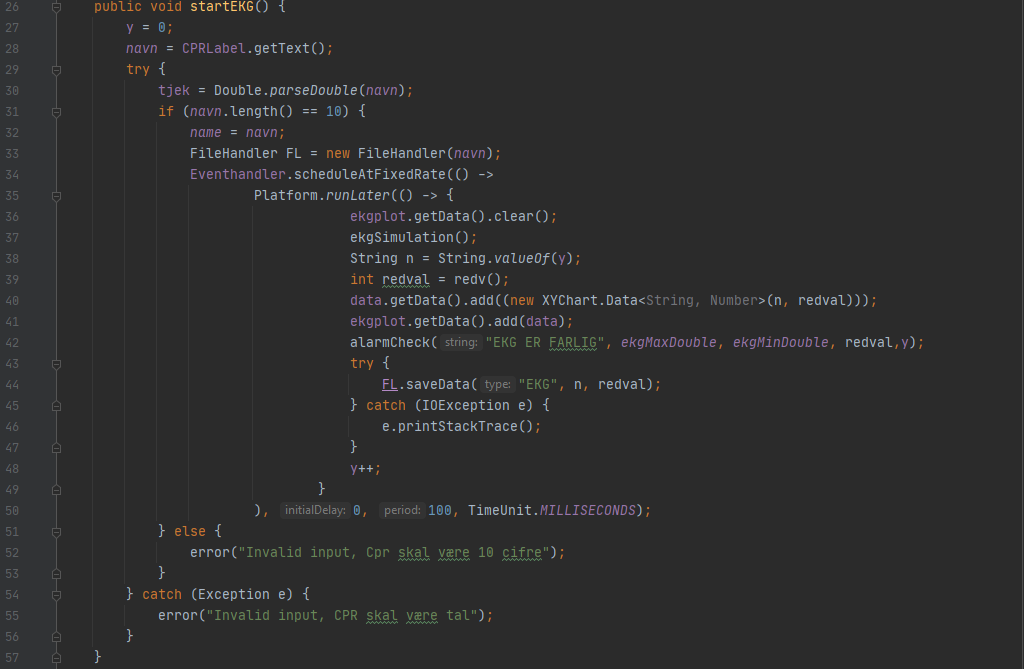 26 public void startEKG() {
27 y = 0;
28 navn = CPRLabel.getText();
29 try {
30 tjek = Double.parseDouble(navn);
31 if (navn.length() == 10) {
32 name = navn;
33 FileHandler FL = new FileHandler(navn);
34 Eventhandler.scheduleAtFixedRate(() ->
35 Platform.runLater(() -> {
36 ekgplot.getData().clear();
37 ekgSimulation();
38 String n = String.valueOf(y);
39 int redval = redv();
40 data.getData().add((new XYChart.Data<String, Number>(n, redval)));
41 ekgplot.getData().add(data);
42 alarmCheck( string: "EKG ER FARLIG", ekgMaxDouble, ekgMinDouble, redval,y);
43 try {
44 FL.saveData( type: "EKG", n, redval);
45 } catch (IOException e) {
46 e.printStackTrace();
47 }
48 y++;
49 }
50 ), initialDelay: 0, period: 100, TimeUnit.MILLISECONDS);
51 } else {
52 error("Invalid input, Cpr skal være 10 cifre");
53 }
54 } catch (Exception e) {
55 error("Invalid input, CPR skal være tal");
56 }
57 }